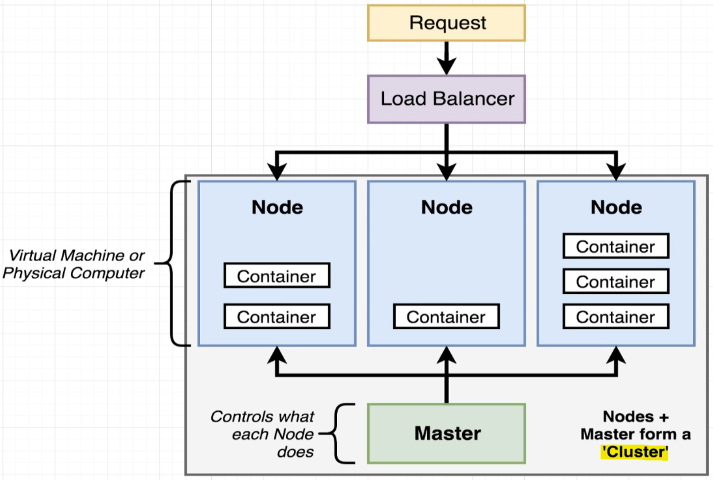 Request
Load Balancer
Node
Node
Node
Container
Container
Container
Container
Container
Container
Virtual Machine or
Physical Computer
Controls what
each Node
does
Master
Nodes +
Master form a
'Cluster'